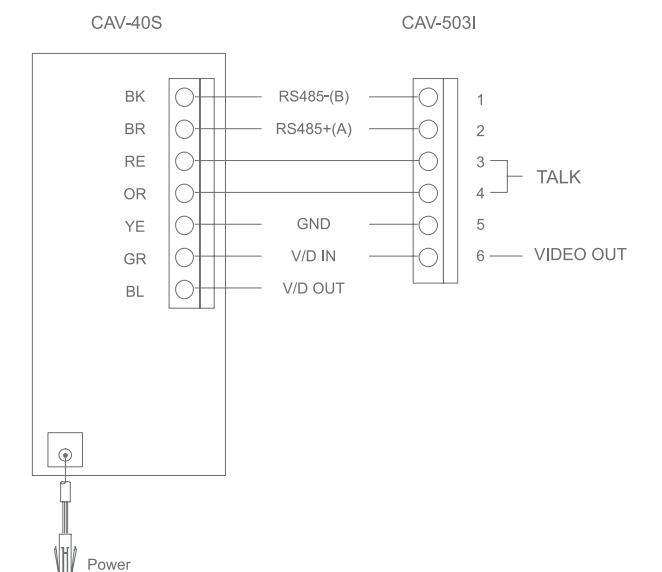 CAV-40S CAV-503I
BK RS485-(B) 1
BR RS485+(A) 2
RE 3
TALK
OR 4
YE GND 5
GR V/D IN 6 VIDEO OUT
BL V/D OUT
Power